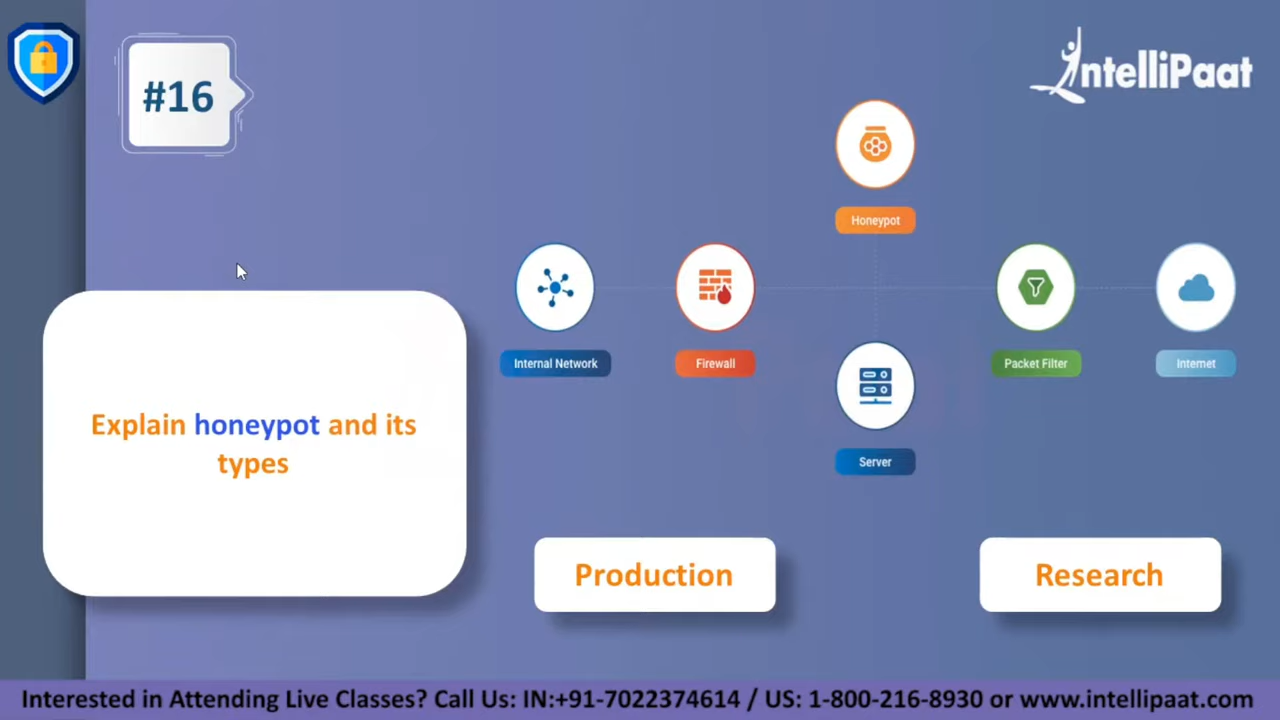 #16
IntelliPaat
Honeypot
Internal Network
Firewall
Packet Filter
Internet
Server
Explain honeypot and its
types
Production
Research
Interested in Attending Live Classes? Call Us: IN:+91-7022374614 / US: 1-800-216-8930 or www.intellipaat.com